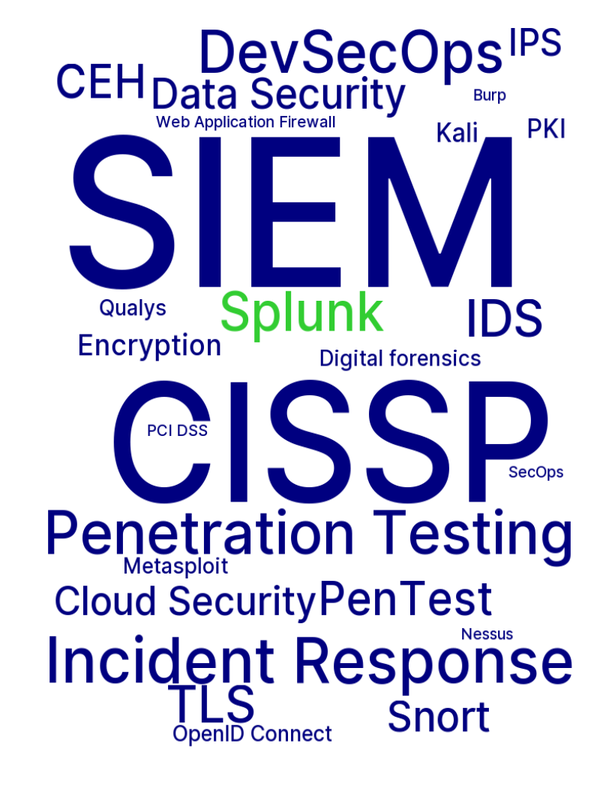 DevSecOps
IPS
CEH
Data Security
Burp
Web Application Firewall
Kali
PKI
SIEM
Qualys
Splunk
IDS
Encryption
Digital forensics
CISSP
PCI DSS
SecOps
Penetration Testing
Metasploit
Cloud Security
PenTest
Nessus
Incident Response
TLS
Snort
OpenID Connect